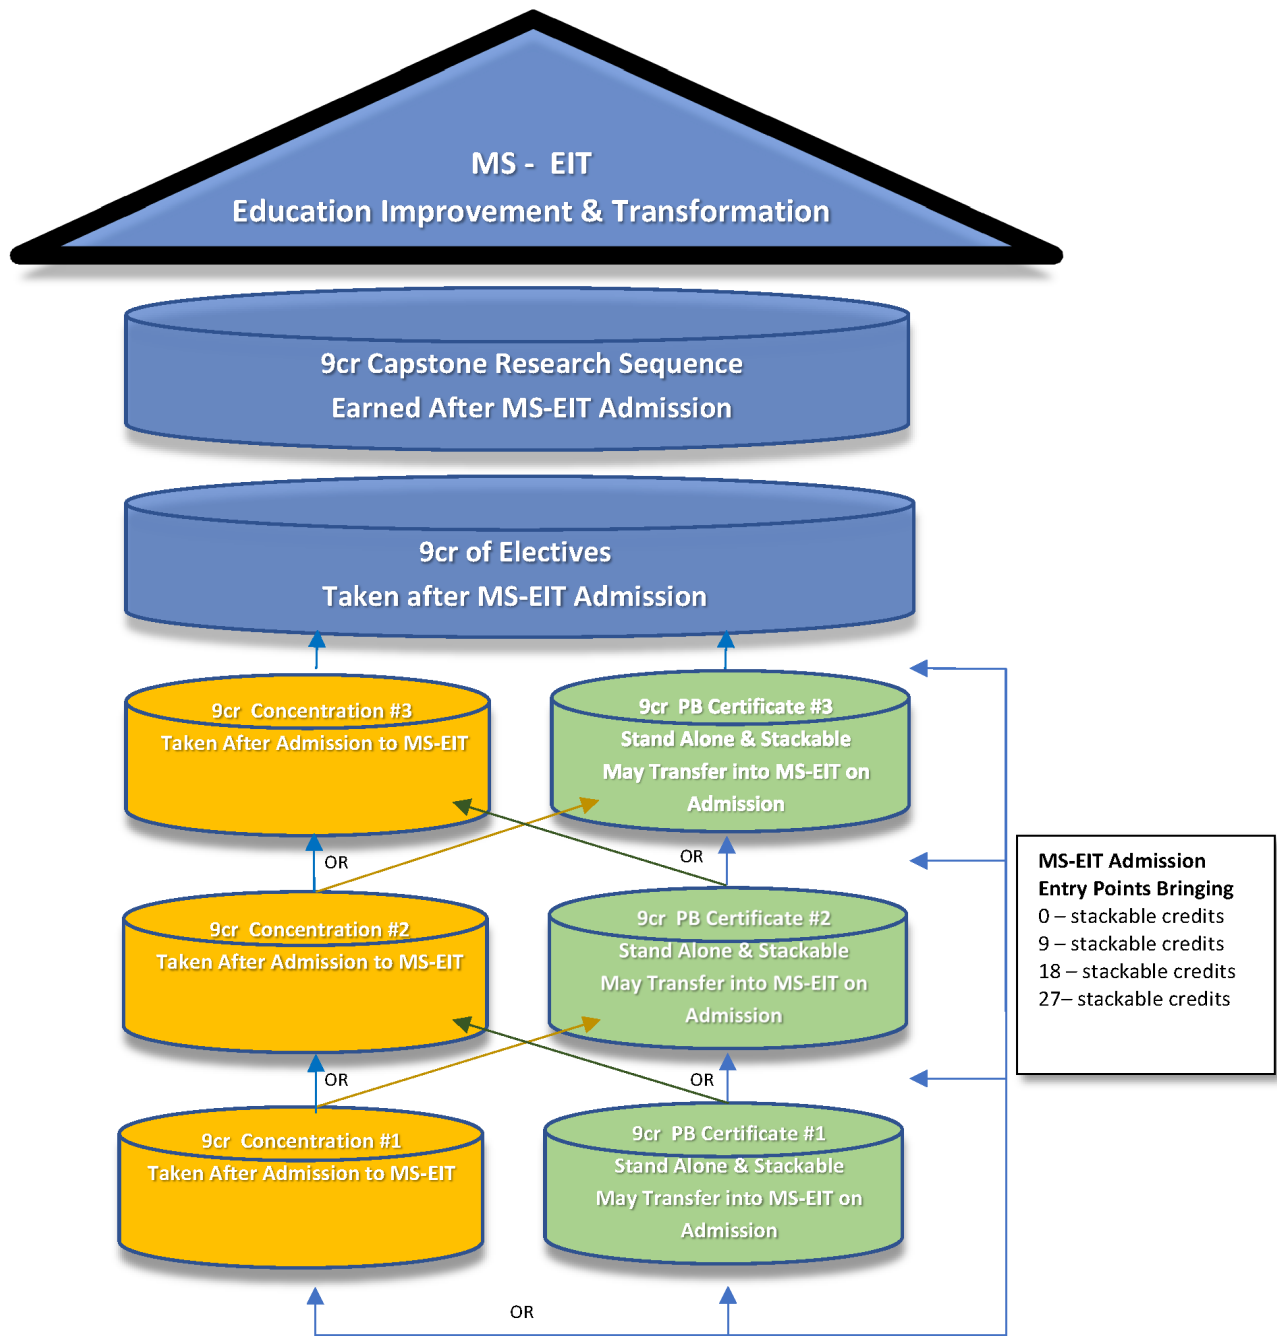 MS - EIT
Education Improvement & Transformation
9cr Capstone Research Sequence
Earned After MS-EIT Admission
9cr of Electives
Taken after MS-EIT Admission
9cr Concentration #3
Taken After Admission to MS-EIT
9cr PB Certificate #3
Stand Alone & Stackable
May Transfer into MS-EIT on
Admission
OR
OR
MS-EIT Admission
Entry Points Bringing
0 – stackable credits
9 – stackable credits
18 – stackable credits
27– stackable credits
9cr Concentration #2
Taken After Admission to MS-EIT
9cr PB Certificate #2
Stand Alone & Stackable
May Transfer into MS-EIT on
Admission
OR
OR
9cr Concentration #1
Taken After Admission to MS-EIT
9cr PB Certificate #1
Stand Alone & Stackable
May Transfer into MS-EIT on
Admission
OR